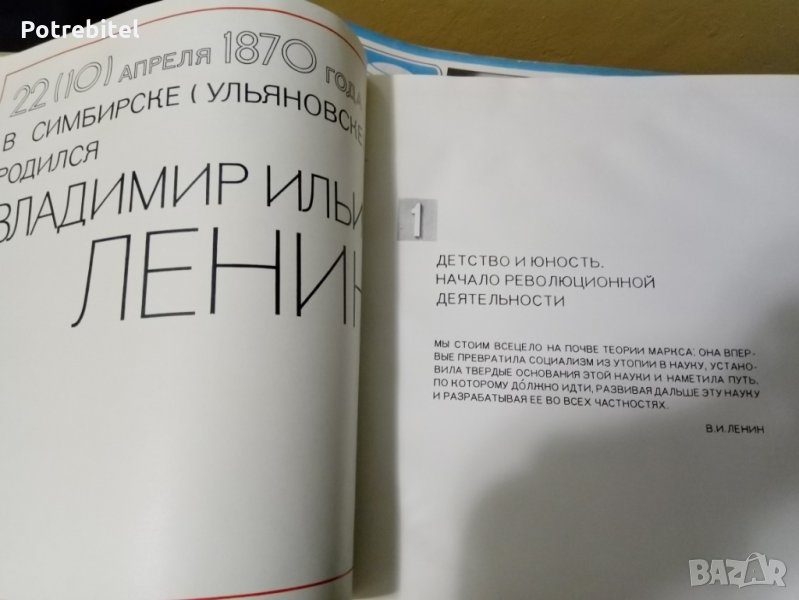 Potrebitel
22 (10) АПРЕЛЯ 1870 ГОДА
В СИМБИРСКЕ ( УЛЬЯНОВСКЕ
РОДИЛСЯ
ВЛАДИМИР ИЛЬИ
ЛЕНИН
1
ДЕТСТВО И ЮНОСТЬ.
НАЧАЛО РЕВОЛЮЦИОННОЙ
ДЕЯТЕЛЬНОСТИ
МЫ СТОИМ ВСЕЦЕЛО НА ПОЧВЕ ТЕОРИИ МАРКСА: ОНА ВПЕР-
ВЫЕ ПРЕВРАТИЛА СОЦИАЛИЗМ ИЗ УТОПИИ В НАУКУ, УСТАНО-
ВИЛА ТВЕРДЫЕ ОСНОВАНИЯ ЭТОЙ НАУКИ И НАМЕТИЛА ПУТЬ,
ПО КОТОРОМУ ДО́ЛЖНО ИДТИ, РАЗВИВАЯ ДАЛЬШЕ ЭТУ НАУКУ
И РАЗРАБАТЫВАЯ ЕЕ ВО ВСЕХ ЧАСТНОСТЯХ.
В.И.ЛЕНИН
BAZAR